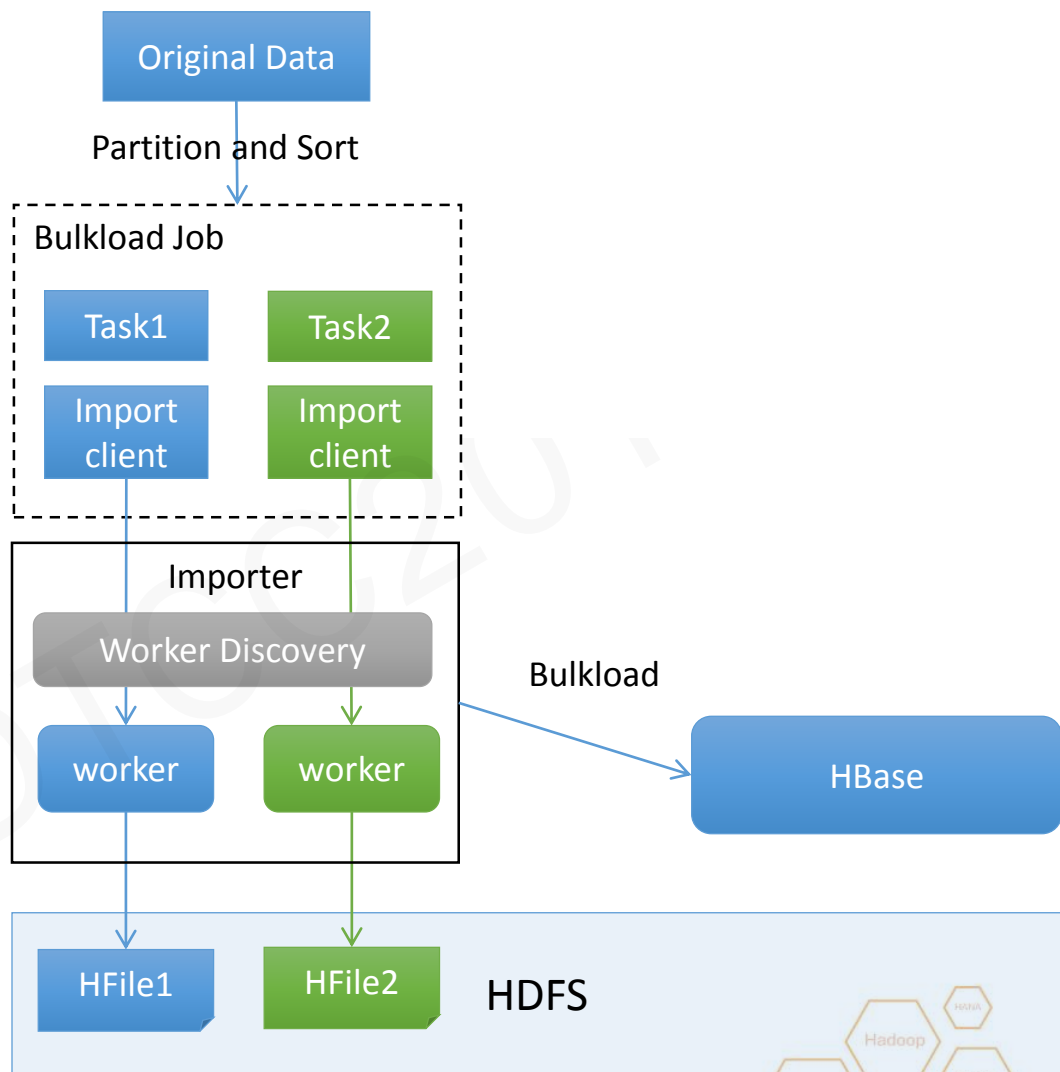 Original Data
Partition and Sort
Bulkload Job
Task1
Task2
Import
client
Import
client
Importer
Worker Discovery
worker
worker
Bulkload
HBase
HFile1
HFile2
HDFS
HANA
Hadoop